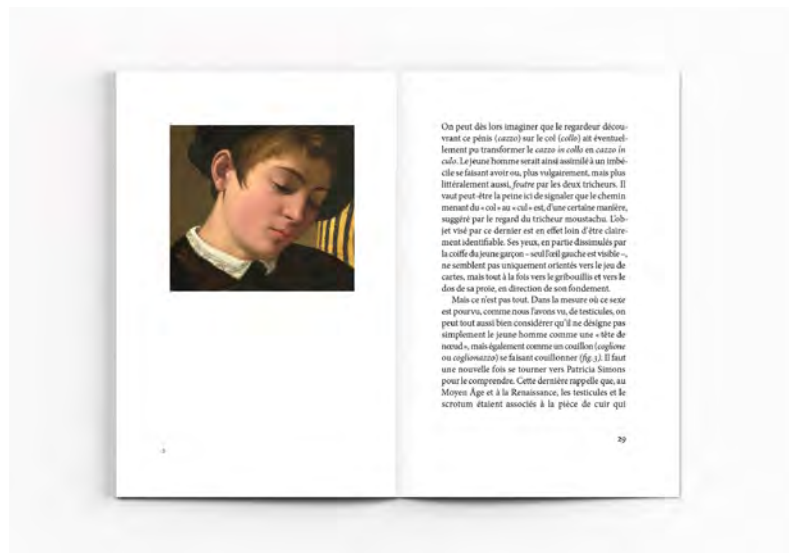 On peut dès lors imaginer que le regardeur décou-
vrant ce pénis (cazzo) sur le col (collo) ait éventuel-
lement pu transformer le cazzo in collo en cazzo in
culo. Le jeune homme serait ainsi assimilé à un imbé-
cile se faisant avoir ou, plus vulgairement, mais plus
littéralement aussi, foutre par les deux tricheurs. Il
vaut peut-être la peine ici de signaler que le chemin
menant du « col » au « cul » est, d'une certaine manière,
suggéré par le regard du tricheur moustachu. L'ob-
jet visé par ce dernier est en effet loin d'être claire-
ment identifiable. Ses yeux, en partie dissimulés par
la coiffe du jeune garçon – seul l'œil gauche est visible –,
ne semblent pas uniquement orientés vers le jeu de
cartes, mais tout à la fois vers le gribouillis et vers le
dos de sa proie, en direction de son fondement.
Mais ce n'est pas tout. Dans la mesure où ce sexe
est pourvu, comme nous l'avons vu, de testicules, on
peut tout aussi bien considérer qu'il ne désigne pas
simplement le jeune homme comme une « tête de
nœud », mais également comme un couillon (coglione
ou coglionazzo) se faisant couillonner (fig. 3). Il faut
une nouvelle fois se tourner vers Patricia Simons
pour le comprendre. Cette dernière rappelle que, au
Moyen Âge et à la Renaissance, les testicules et le
scrotum étaient associés à la pièce de cuir qui
29